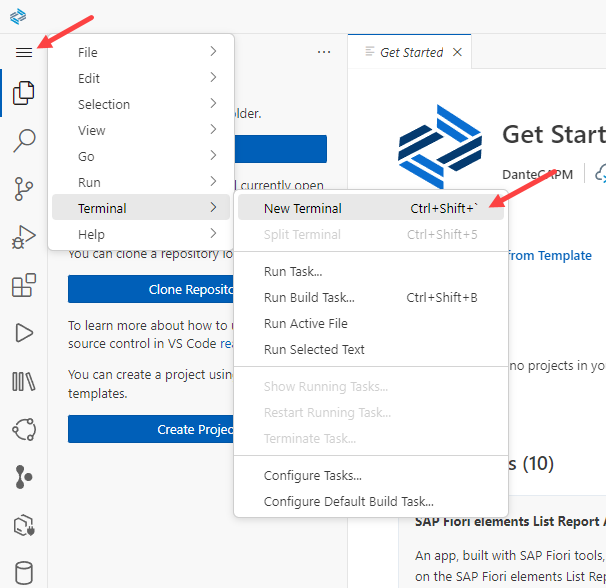 Get Started
File
Edit
Selection
View
Go
Run
Terminal
Help
older.
currently open
You can clone a repository lo
Clone Reposito
To learn more about how to u
source control in VS Code rea
You can create a project using
templates.
Create Projec
New Terminal Ctrl+Shift+`
Split Terminal Ctrl+Shift+5
Run Task...
Run Build Task... Ctrl+Shift+B
Run Active File
Run Selected Text
Show Running Tasks...
Restart Running Task...
Terminate Task...
Configure Tasks...
Configure Default Build Task...
Get Start
from Template
no projects in yo
s (10)
SAP Fiori elements List Report A
An app, built with SAP Fiori tools,
on the SAP Fiori elements List Rep